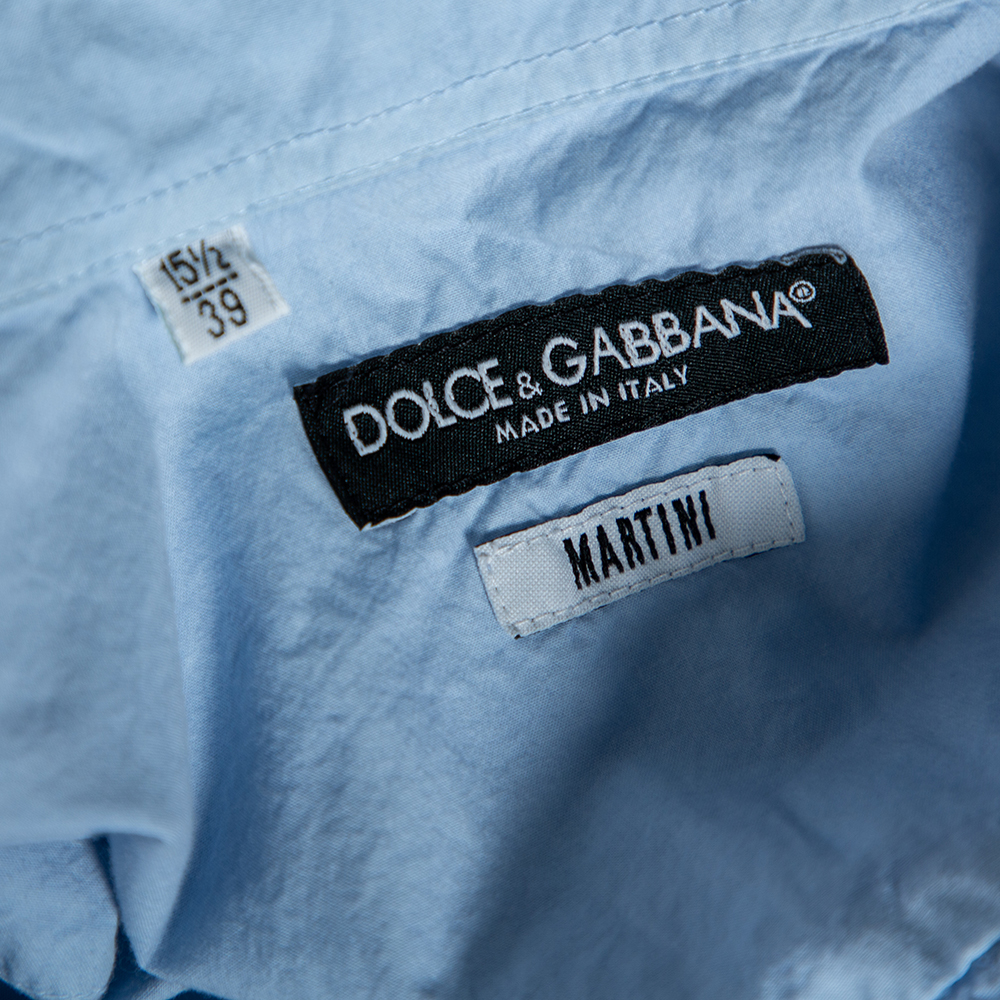 15½
39
DOLCE & GABBANA®
MADE IN ITALY
MARTINI